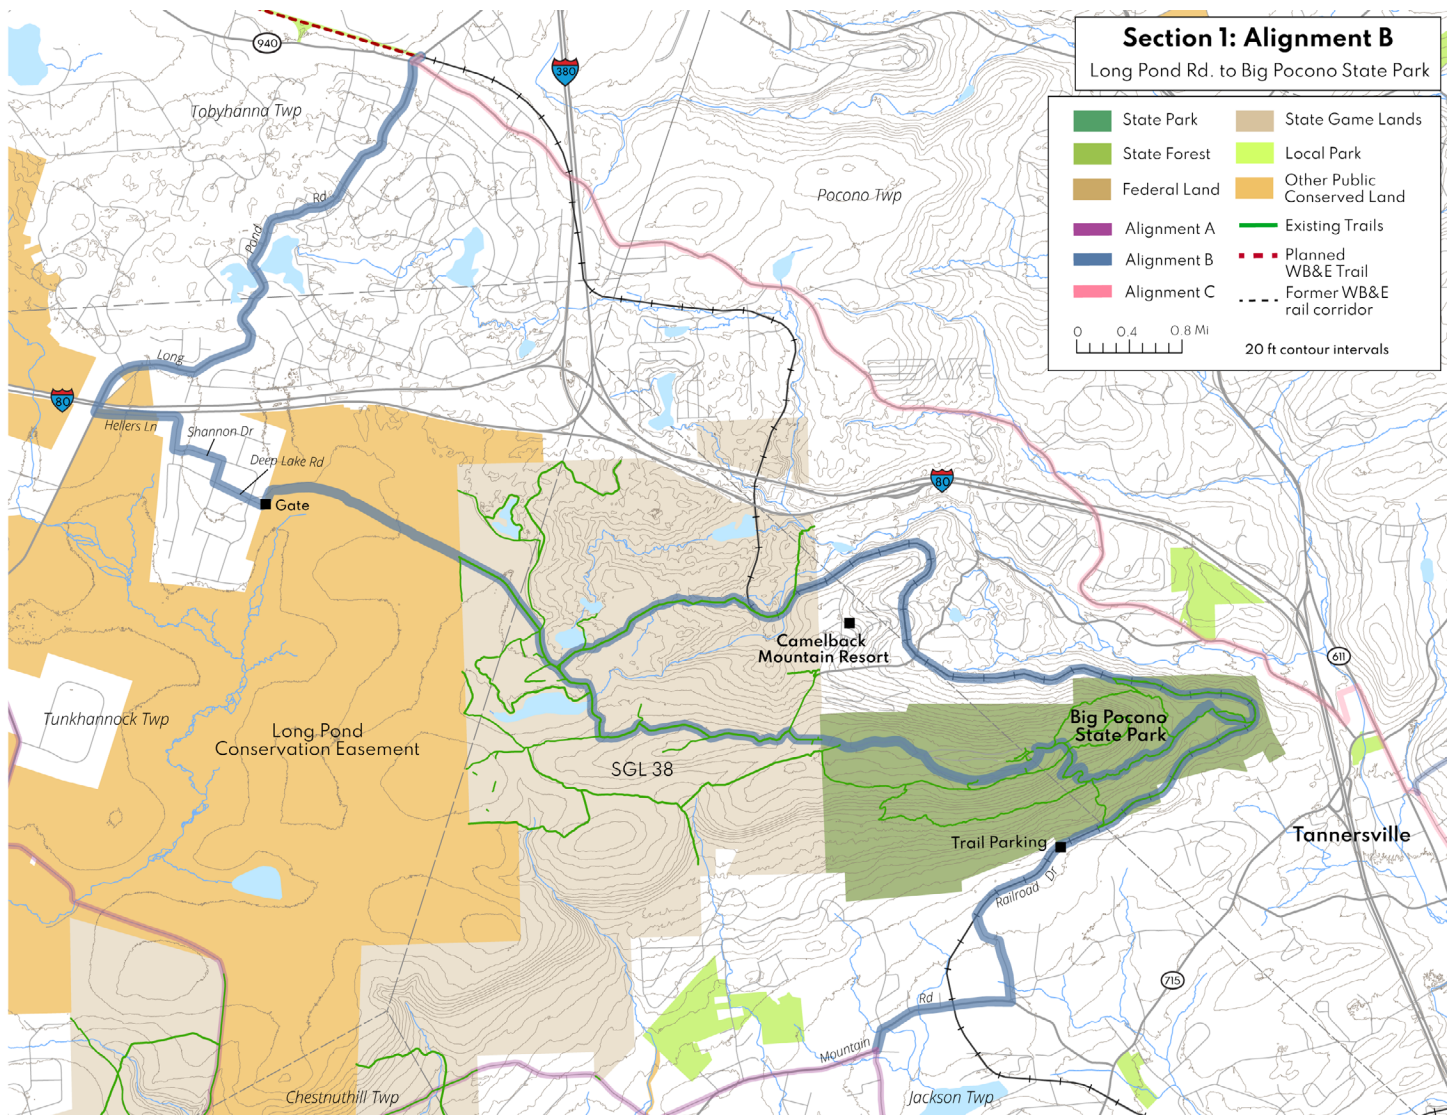 Section 1: Alignment B
Long Pond Rd. to Big Pocono State Park
State Park
State Forest
Federal Land
Alignment A
Alignment B
Alignment C
State Game Lands
Local Park
Other Public
Conserved Land
Existing Trails
Planned
WB&E Trail
Former WB&E
rail corridor
0 0.4 0.8 Mi
20 ft contour intervals
940
380
Tobyhanna Twp
Pocono Twp
Rd
Pond
Long
80
Hellers Ln
Shannon Dr
Deep Lake Rd
Gate
80
Camelback
Mountain Resort
611
Tunkhannock Twp
Long Pond
Conservation Easement
Big Pocono
State Park
SGL 38
Trail Parking
Tannersville
Railroad Dr
715
Rd
Mountain
Chestnuthill Twp
Jackson Twp